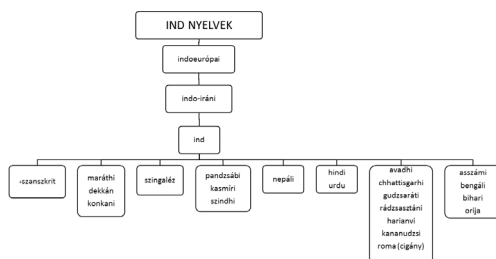 IND NYELVEK
indoeurópai
indo-iráni
ind
-szanszkrit
maráthi
dekkán
konkani
szingaléz
pandzsábi
kasmíri
szindhi
nepáli
hindi
urdu
avadhi
chhattisgarhi
gudzsaráti
rádzsasztáni
harianvi
kananudzsi
roma (cigány)
asszámi
bengáli
bihari
orija